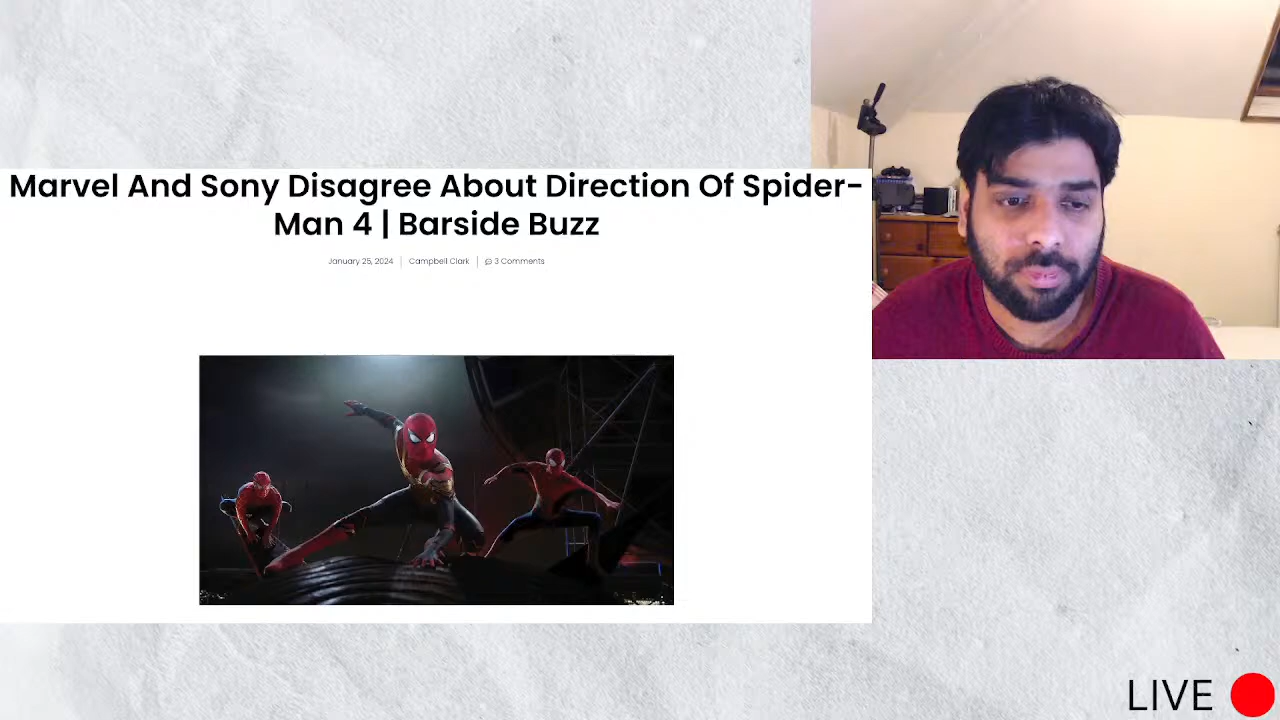 Marvel And Sony Disagree About Direction Of Spider-
Man 4 | Barside Buzz
January 25, 2024 | Campbell Clark | 3 Comments
LIVE